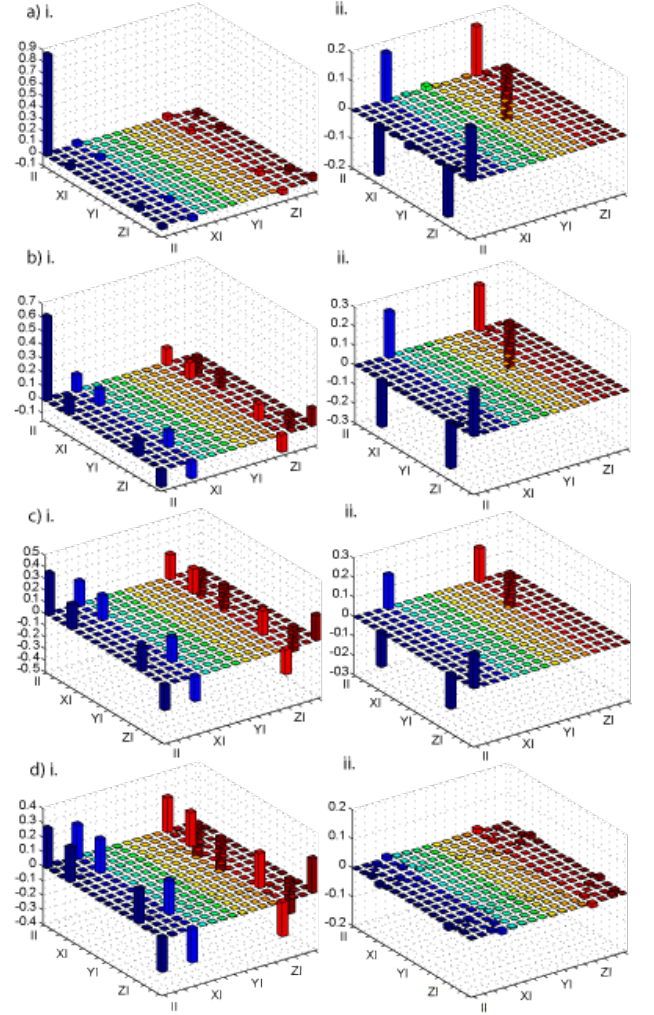 a) i.
0.9
0.8
0.7
0.6
0.5
0.4
0.3
0.2
0.1
0
-0.1
II
XI
YI
ZI
II
XI
YI
ZI
ii.
0.2
0.1
0
-0.1
-0.2
II
XI
YI
ZI
II
XI
YI
ZI
b) i.
0.7
0.6
0.5
0.4
0.3
0.2
0.1
0
-0.1
II
XI
YI
ZI
II
XI
YI
ZI
ii.
0.3
0.2
0.1
0
-0.1
-0.2
-0.3
II
XI
YI
ZI
II
XI
YI
ZI
c) i.
0.5
0.4
0.3
0.2
0.1
0
-0.1
-0.2
-0.3
-0.4
-0.5
II
XI
YI
ZI
II
XI
YI
ZI
ii.
0.3
0.2
0.1
0
-01
-02
-03
II
XI
YI
ZI
II
XI
YI
ZI
d) i.
0.4
0.3
0.2
0.1
0
-0.1
-0.2
-0.3
-0.4
II
XI
YI
ZI
II
XI
YI
ZI
ii.
0.2
0.1
0
-0.1
-0.2
II
XI
YI
ZI
II
XI
YI
ZI